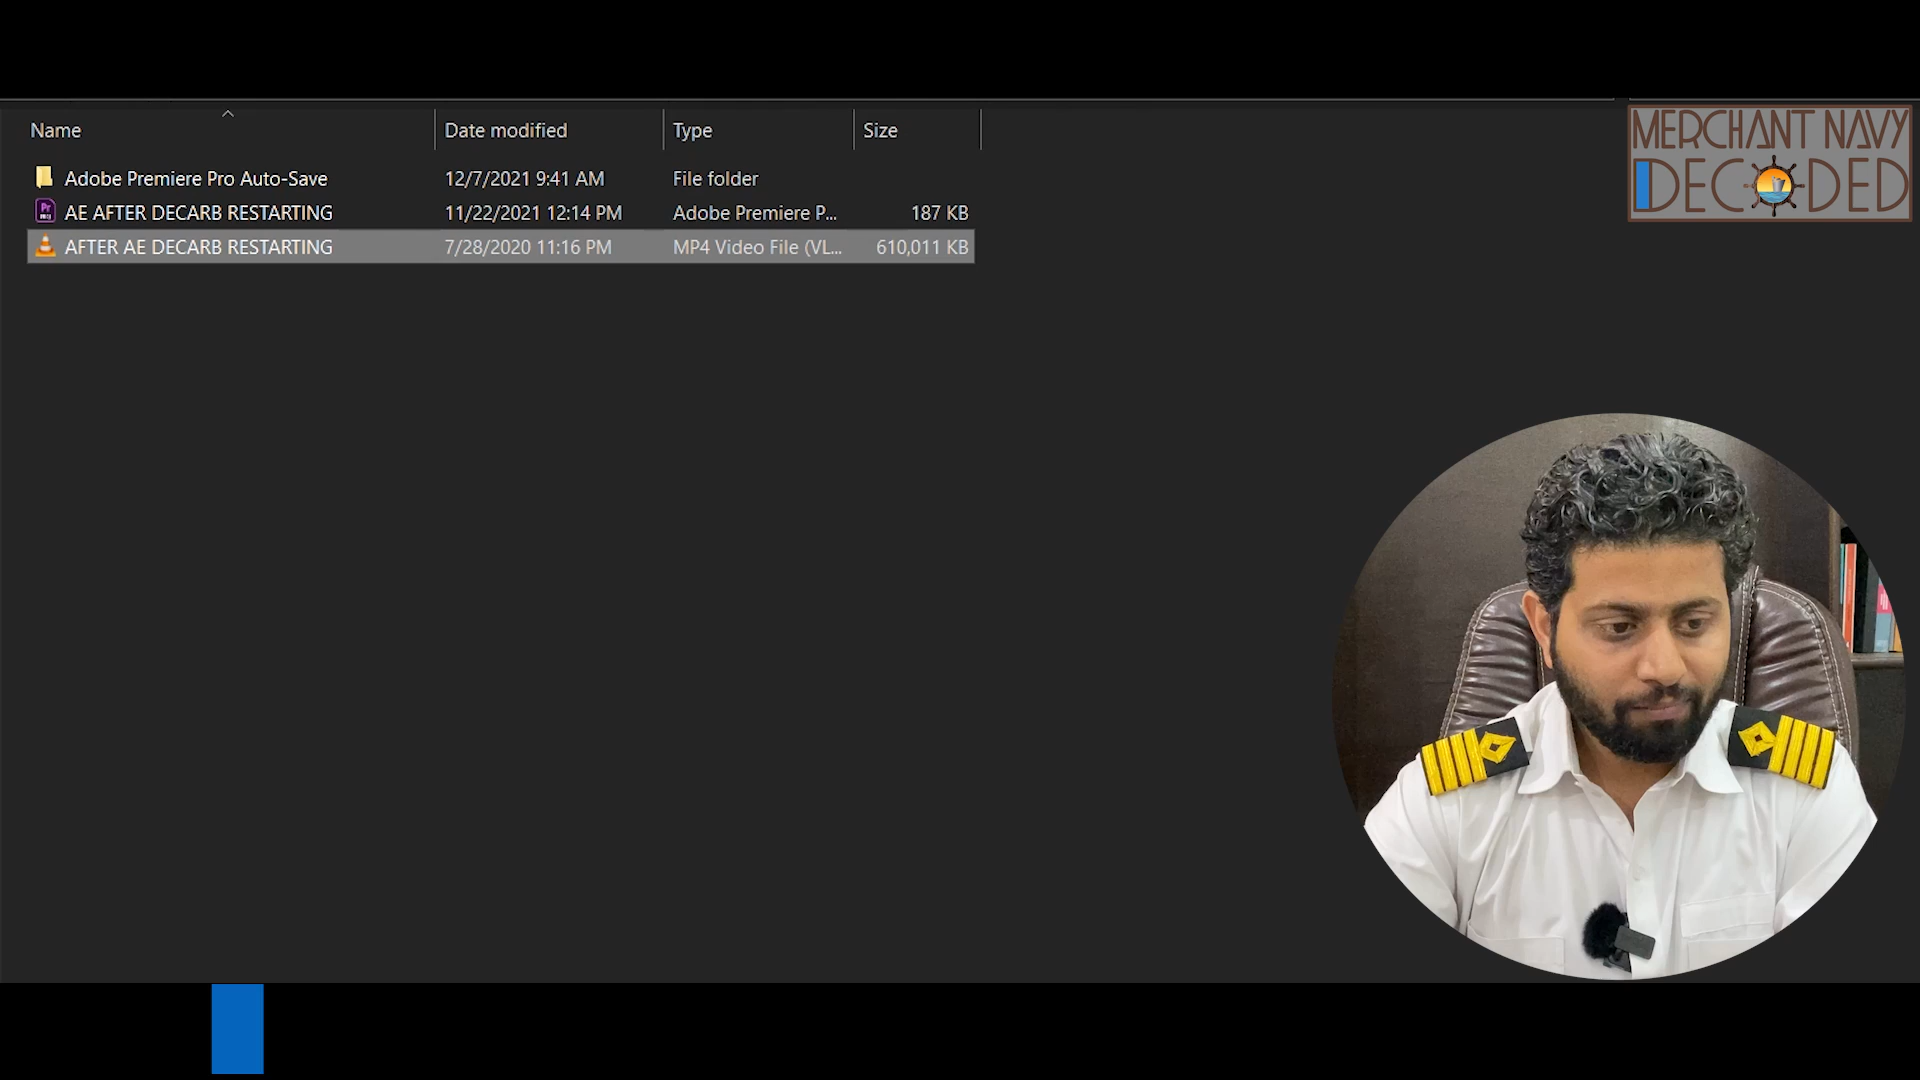 MERCHANT NAVY
DECODED
Name Date modified Type Size
Adobe Premiere Pro Auto-Save 12/7/2021 9:41 AM File folder
AE AFTER DECARB RESTARTING 11/22/2021 12:14 PM Adobe Premiere P... 187 KB
AFTER AE DECARB RESTARTING 7/28/2020 11:16 PM MP4 Video File (VL... 610,011 KB